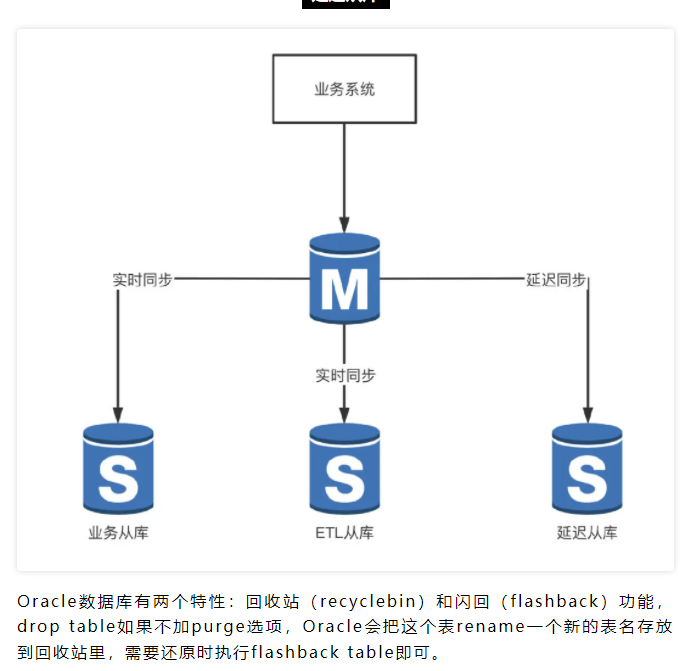 业务系统
M
实时同步
延迟同步
实时同步
S
S
S
业务从库
ETL从库
延迟从库
Oracle数据库有两个特性：回收站（recyclebin）和闪回（flashback）功能，
drop table如果不加purge选项，Oracle会把这个表rename一个新的表名存放
到回收站里，需要还原时执行flashback table即可。